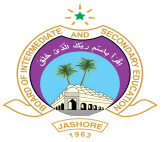 BOARD OF INTERMEDIATE AND SECONDARY EDUCATION
اقرأ باسم ربك الذي خلق
JASHORE
1963